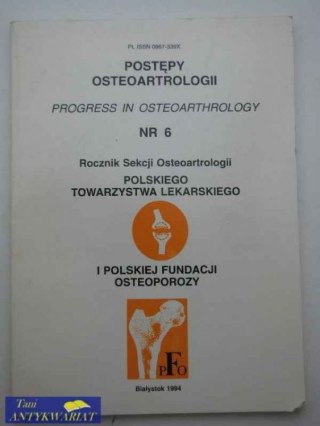 PL ISSN 0867-339X
POSTĘPY
OSTEOARTROLOGII
PROGRESS IN OSTEOARTHROLOGY
NR 6
Rocznik Sekcji Osteoartrologii
POLSKIEGO
TOWARZYSTWA LEKARSKIEGO
I POLSKIEJ FUNDACJI
OSTEOPOROZY
PFO
Białystok 1994
Tani
ANTYKWARIAT